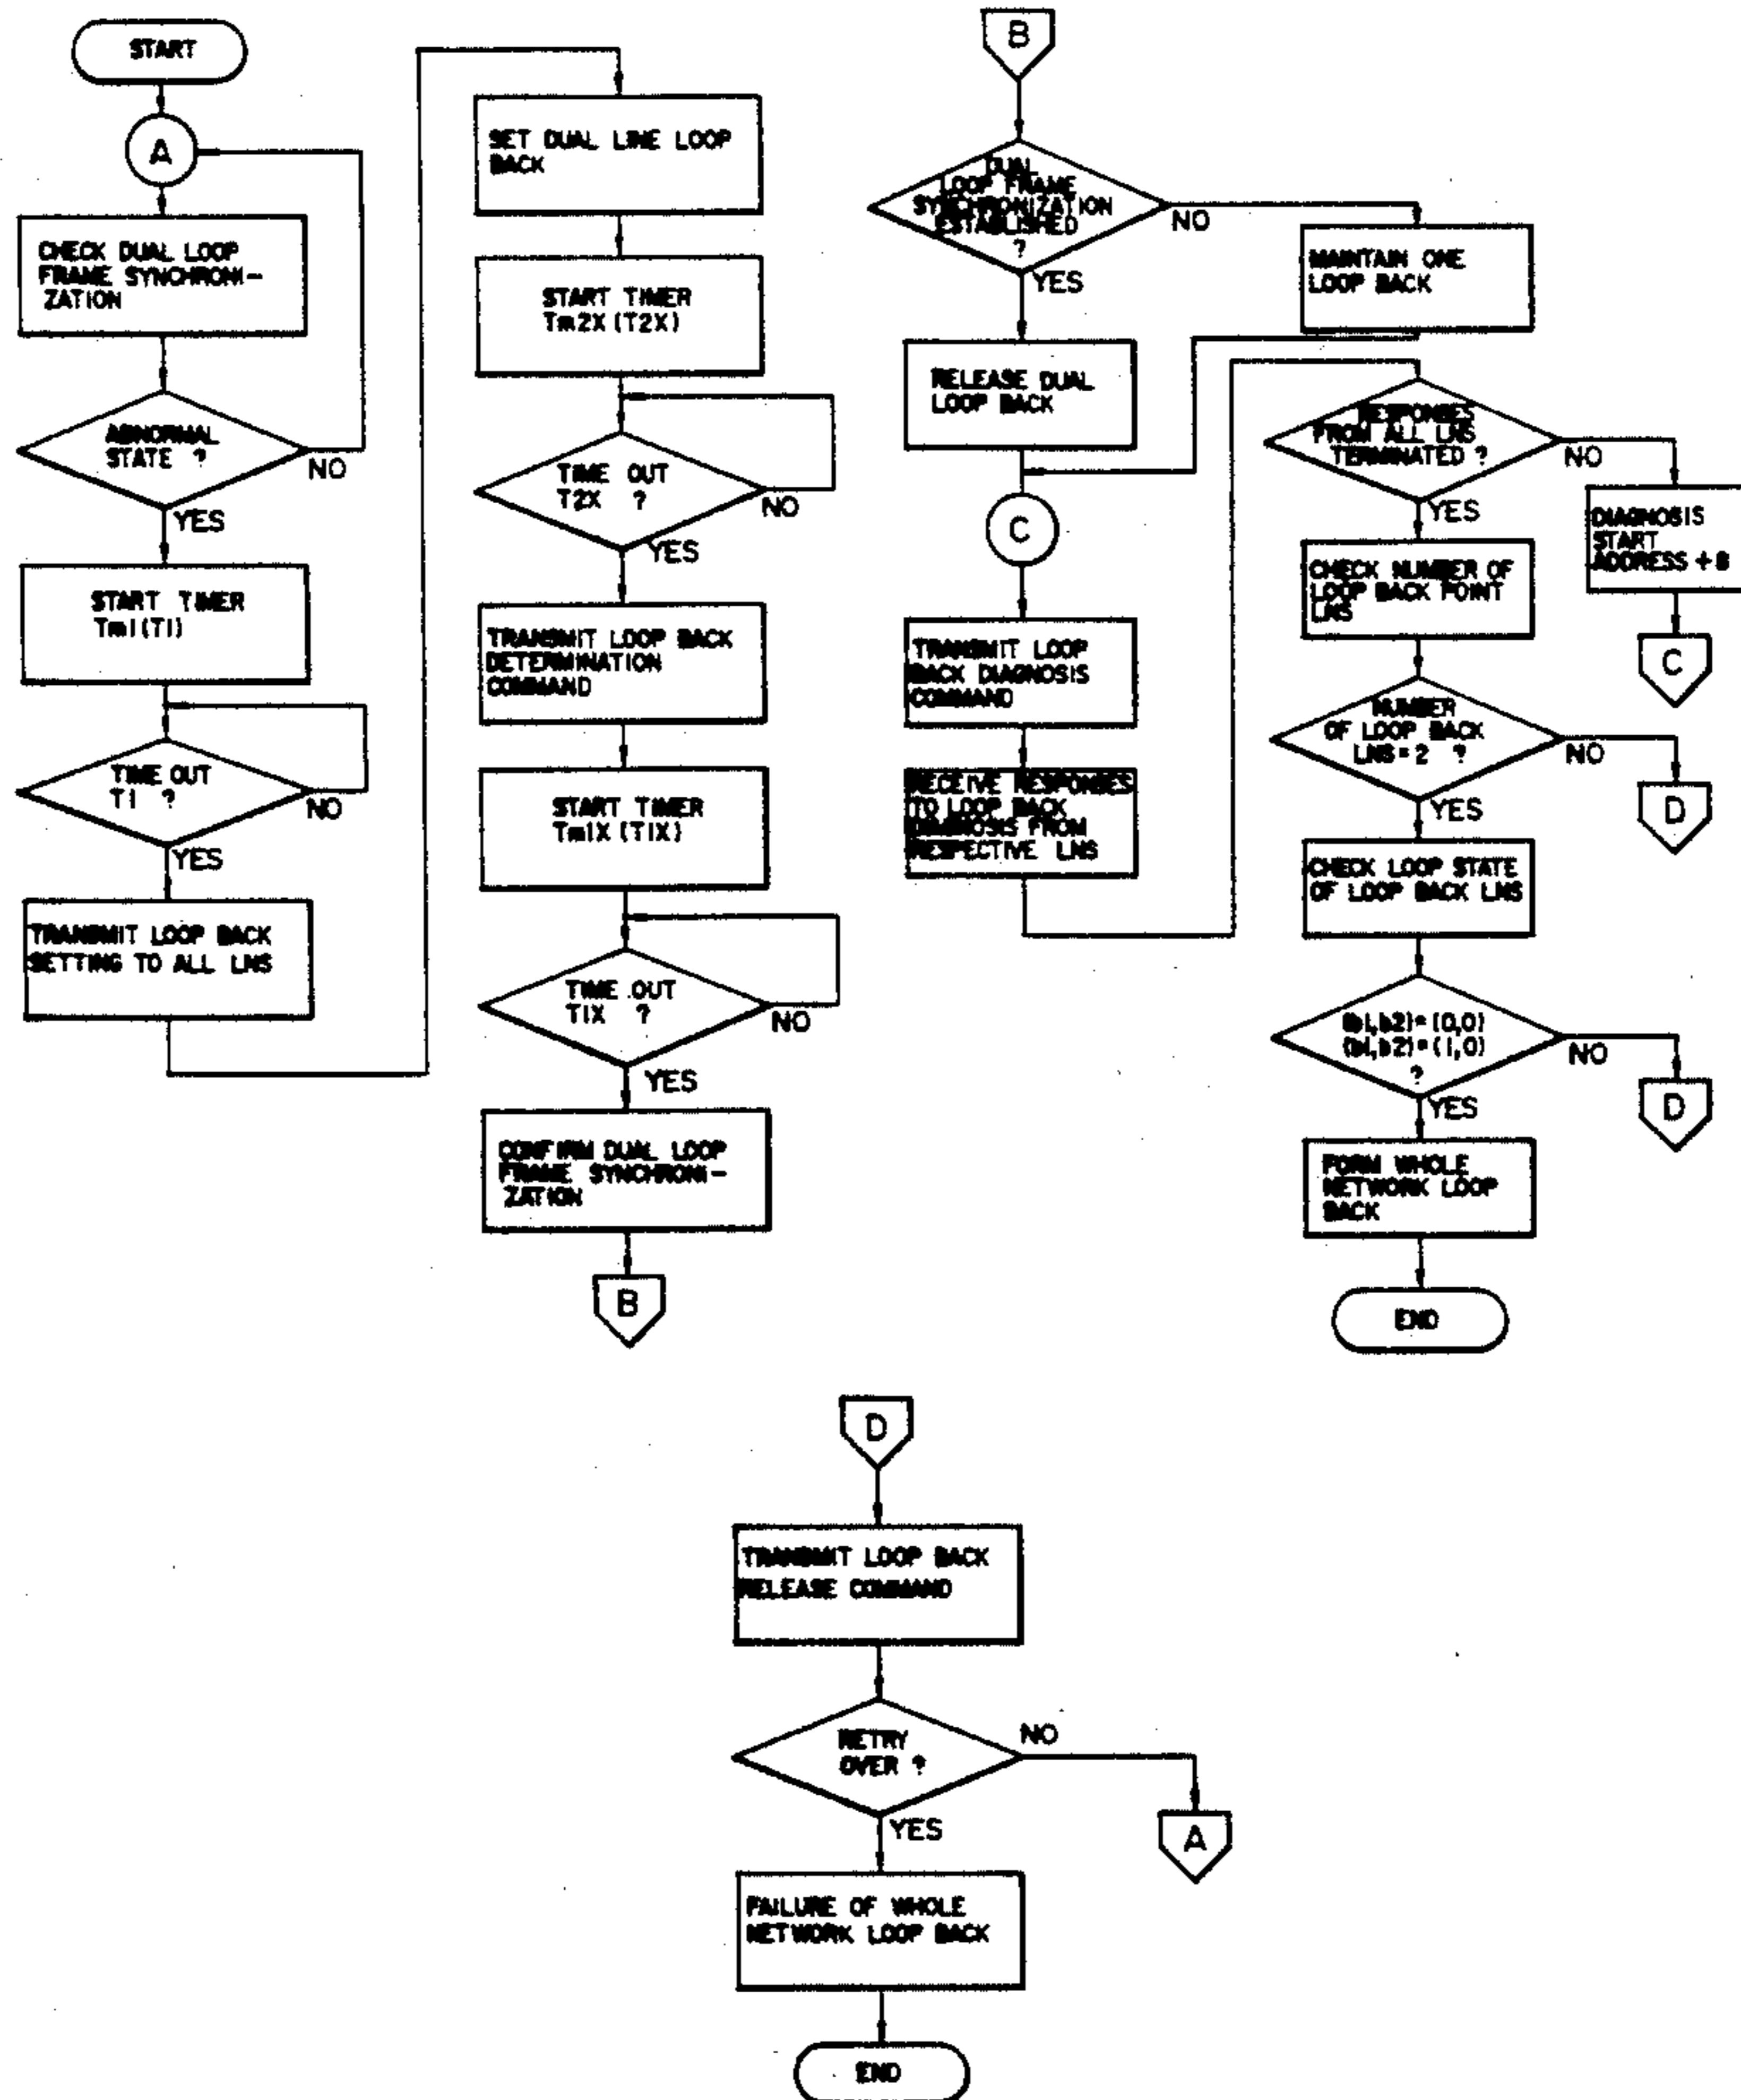 START
A
CHECK DUAL LOOP
FRAME SYNCHRONI-
ZATION
ABNORMAL
STATE ?
NO
YES
START TIMER
Tm1(T1)
TIME OUT
T1 ?
NO
YES
TRANSMIT LOOP BACK
SETTING TO ALL LNS
SET DUAL LINE LOOP
BACK
START TIMER
Tm2X(T2X)
TIME OUT
T2X ?
NO
YES
TRANSMIT LOOP BACK
DETERMINATION
COMMAND
START TIMER
Tm1X(T1X)
TIME OUT
T1X ?
NO
YES
CONFIRM DUAL LOOP
FRAME SYNCHRONI-
ZATION
B
B
DUAL
LOOP FRAME
SYNCHRONIZATION
ESTABLISHED
?
NO
YES
MAINTAIN ONE
LOOP BACK
RELEASE DUAL
LOOP BACK
C
TRANSMIT LOOP
BACK DIAGNOSIS
COMMAND
RECEIVE RESPONSES
TO LOOP BACK
DIAGNOSIS FROM
RESPECTIVE LNS
RESPONSES
FROM ALL LNS
TERMINATED ?
NO
YES
DIAGNOSIS
START
ADDRESS + 8
C
CHECK NUMBER OF
LOOP BACK POINT
LNS
NUMBER
OF LOOP BACK
LNS = 2 ?
NO
D
YES
CHECK LOOP STATE
OF LOOP BACK LNS
(b1,b2) = (0,0)
(b1,b2) = (1,0)
?
NO
D
YES
FORM WHOLE
NETWORK LOOP
BACK
END
D
TRANSMIT LOOP BACK
RELEASE COMMAND
RETRY
OVER ?
NO
A
YES
FAILURE OF WHOLE
NETWORK LOOP BACK
END